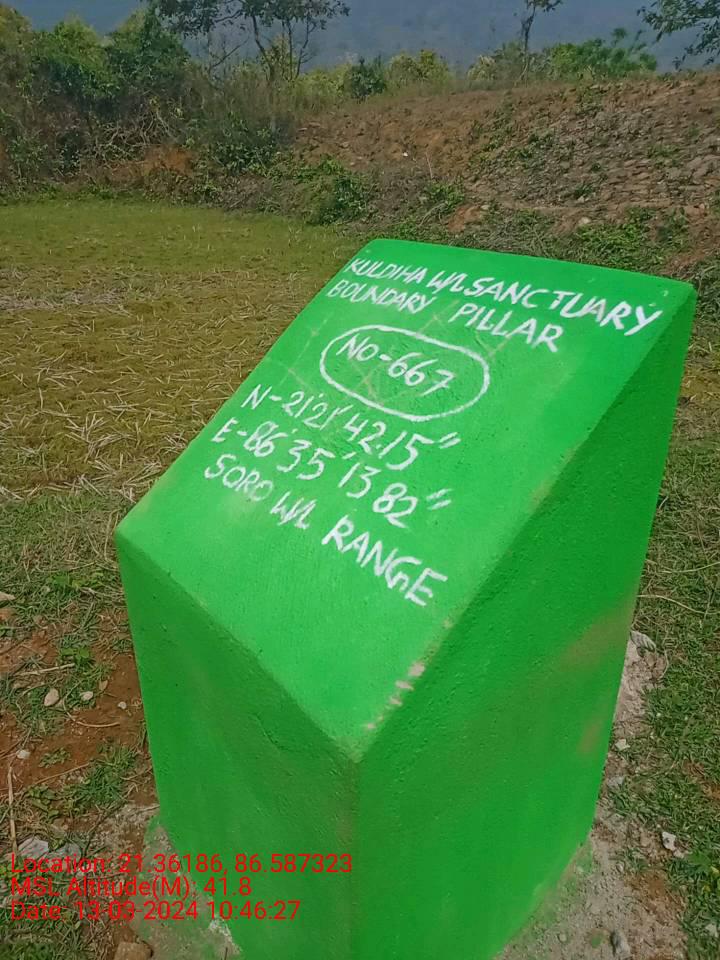 KULDIHA W/L SANCTUARY
BOUNDARY PILLAR
NO-667
N-21°21'42.15"
E-86°35'13.82"
SORO W/L RANGE
Location: 21.36186, 86.587323
MSL Altitude(M): 41.8
Date: 13-03-2024 10:46:27